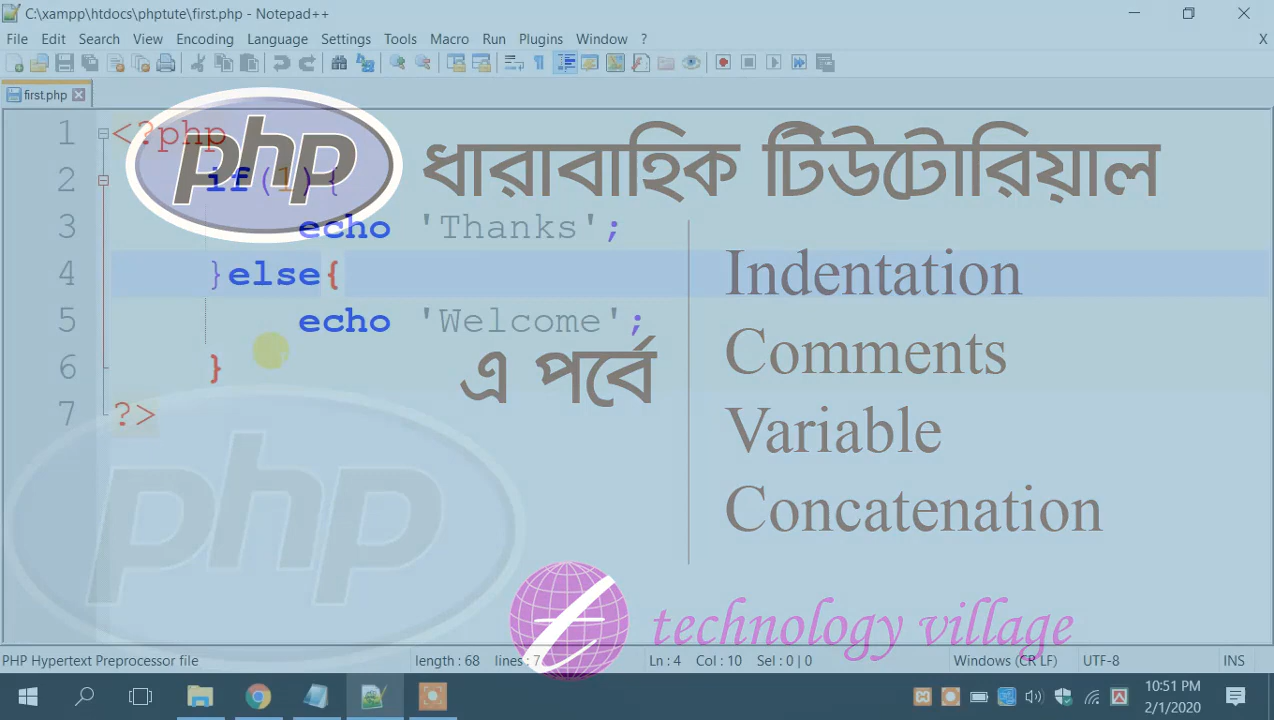 C:\xampp\htdocs\phptute\first.php - Notepad++
File Edit Search View Encoding Language Settings Tools Macro Run Plugins Window ? X
first.php
php ধারাবাহিক টিউটোরিয়াল
1 <?php
2 if(1){
3 echo 'Thanks';
4 }else{
5 echo 'Welcome';
6 }
7 ?>
এ পর্বে
Indentation
Comments
Variable
Concatenation
php
t technology village
PHP Hypertext Preprocessor file length : 68 lines : 7 Ln : 4 Col : 10 Sel : 0 | 0 Windows (CR LF) UTF-8 INS
10:51 PM
2/1/2020